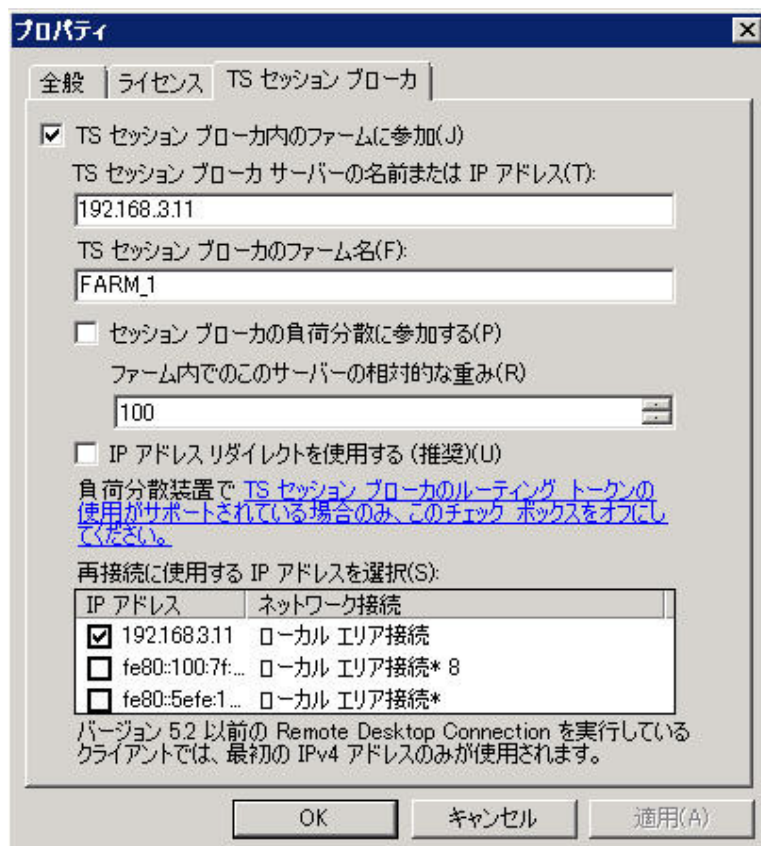 プロパティ
全般 ライセンス TS セッション ブローカ
TS セッション ブローカ内のファームに参加(J)
TS セッション ブローカ サーバーの名前または IP アドレス(T):
192.168.3.11
TS セッション ブローカのファーム名(F):
FARM_1
セッション ブローカの負荷分散に参加する(P)
ファーム内でのこのサーバーの相対的な重み(R)
100
IP アドレス リダイレクトを使用する (推奨)(U)
負荷分散装置で TS セッション ブローカのルーティング トークンの
使用がサポートされている場合のみ、このチェック ボックスをオフにし
てください。
再接続に使用する IP アドレスを選択(S):
IP アドレス ネットワーク接続
192.168.3.11 ローカル エリア接続
fe80::100:7f:... ローカル エリア接続* 8
fe80::5efe:1... ローカル エリア接続*
バージョン 5.2 以前の Remote Desktop Connection を実行している
クライアントでは、最初の IPv4 アドレスのみが使用されます。
OK キャンセル 適用(A)